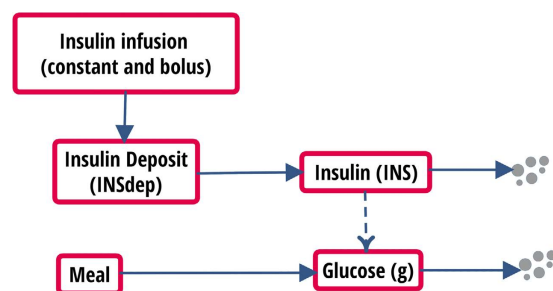 Insulin infusion
(constant and bolus)
Insulin Deposit
(INSdep)
Insulin (INS)
Meal
Glucose (g)